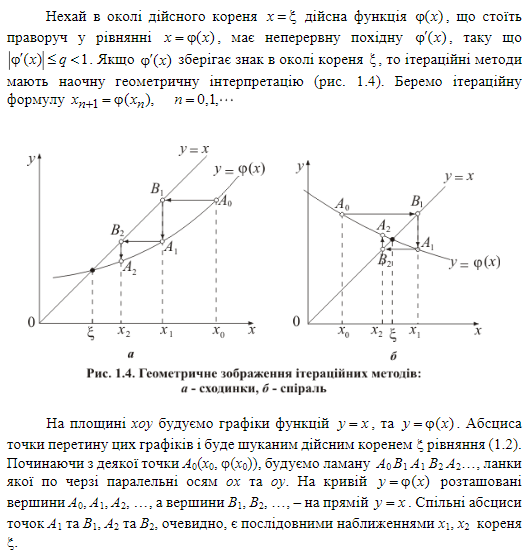 Нехай в околі дійсного кореня x = ξ дійсна функція φ(x), що стоїть
праворуч у рівнянні x = φ(x), має неперервну похідну φ′(x), таку що
|φ′(x)| ≤ q < 1. Якщо φ′(x) зберігає знак в околі кореня ξ, то ітераційні методи
мають наочну геометричну інтерпретацію (рис. 1.4). Беремо ітераційну
формулу xₙ₊₁ = φ(xₙ), n = 0,1,⋯
y
y = x
y = φ(x)
B₁
A₀
B₂
A₁
A₂
0
ξ
x₂
x₁
x₀
x
а
y
y = x
A₀
B₁
A₂
A₁
B₂
y = φ(x)
0
x₀
x₂
ξ
x₁
x
б
Рис. 1.4. Геометричне зображення ітераційних методів:
а - сходинки, б - спіраль
На площині xoy будуємо графіки функцій y = x, та y = φ(x). Абсциса
точки перетину цих графіків і буде шуканим дійсним коренем ξ рівняння (1.2).
Починаючи з деякої точки A₀(x₀, φ(x₀)), будуємо ламану A₀B₁A₁B₂A₂…, ланки
якої по черзі паралельні осям ox та oy. На кривій y = φ(x) розташовані
вершини A₀, A₁, A₂, …, а вершини B₁, B₂, …, – на прямій y = x. Спільні абсциси
точок A₁ та B₁, A₂ та B₂, очевидно, є послідовними наближеннями x₁, x₂ кореня
ξ.